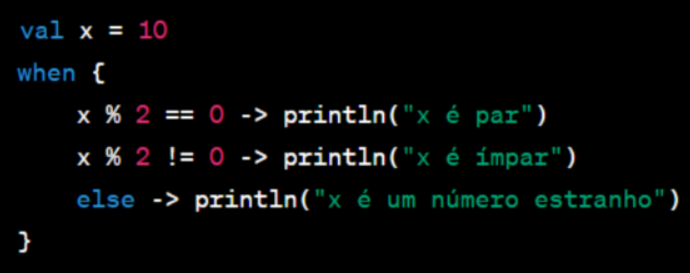 val x = 10
when {
    x % 2 == 0 -> println("x é par")
    x % 2 != 0 -> println("x é ímpar")
    else -> println("x é um número estranho")
}